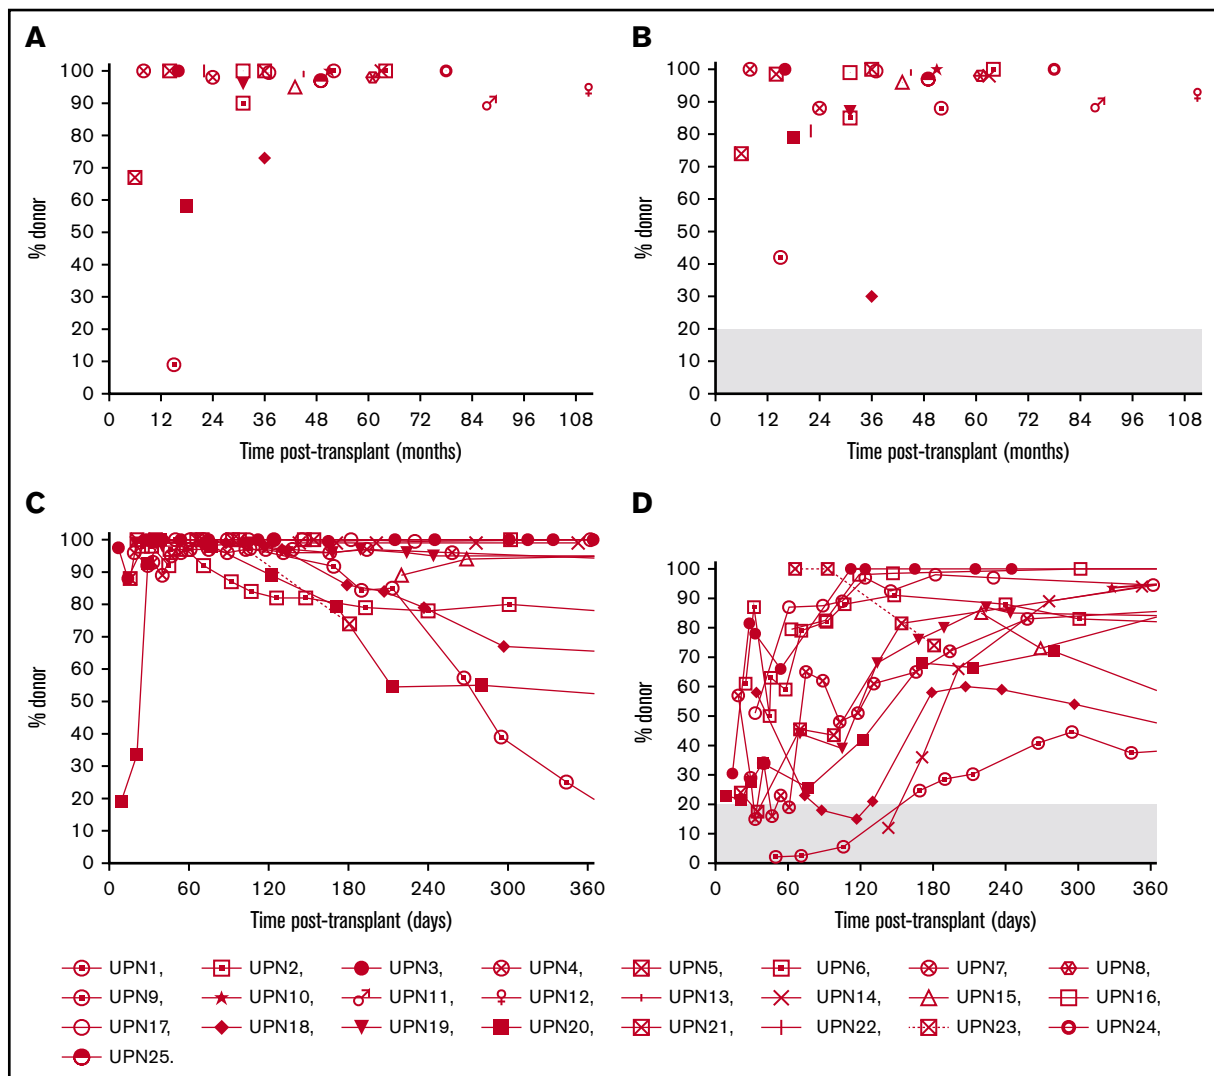 A
B
100
90
80
70
60
50
40
30
20
10
0
% donor
0 12 24 36 48 60 72 84 96 108
Time post-transplant (months)
100
90
80
70
60
50
40
30
20
10
0
% donor
0 12 24 36 48 60 72 84 96 108
Time post-transplant (months)
C
D
100
90
80
70
60
50
40
30
20
10
0
% donor
0 60 120 180 240 300 360
Time post-transplant (days)
100
90
80
70
60
50
40
30
20
10
0
% donor
0 60 120 180 240 300 360
Time post-transplant (days)
UPN1, UPN2, UPN3, UPN4, UPN5, UPN6, UPN7, UPN8,
UPN9, UPN10, UPN11, UPN12, UPN13, UPN14, UPN15, UPN16,
UPN17, UPN18, UPN19, UPN20, UPN21, UPN22, UPN23, UPN24,
UPN25.